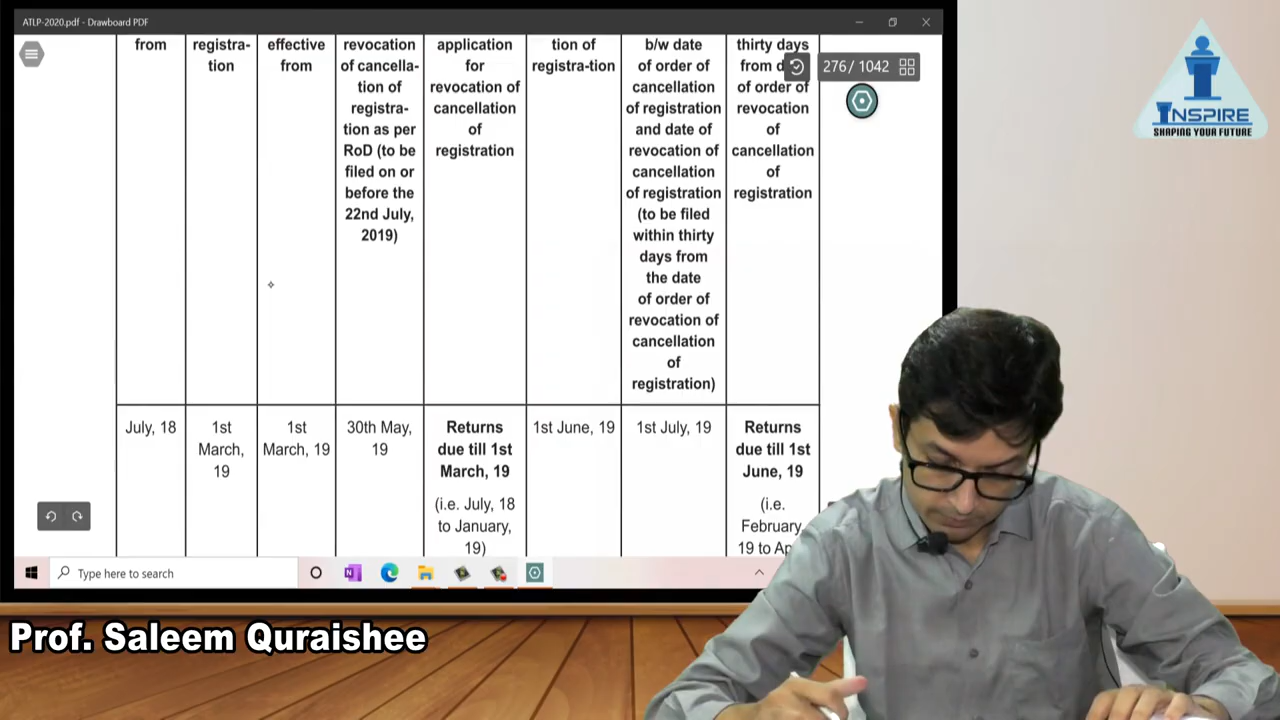 ATLP-2020.pdf - Drawboard PDF
276 / 1042
INSPIRE
SHAPING YOUR FUTURE
from
registra-
tion
effective
from
revocation
of cancella-
tion of
registra-
tion as per
RoD (to be
filed on or
before the
22nd July,
2019)
application
for
revocation of
cancellation
of
registration
tion of
registra-tion
b/w date
of order of
cancellation
of registration
and date of
revocation of
cancellation
of registration
(to be filed
within thirty
days from
the date
of order of
revocation of
cancellation
of
registration)
thirty days
from
of order of
revocation
of
cancellation
of
registration
July, 18
1st
March,
19
1st
March, 19
30th May,
19
Returns
due till 1st
March, 19
(i.e. July, 18
to January,
19)
1st June, 19
1st July, 19
Returns
due till 1st
June, 19
(i.e.
February,
19 to
Type here to search
Prof. Saleem Quraishee